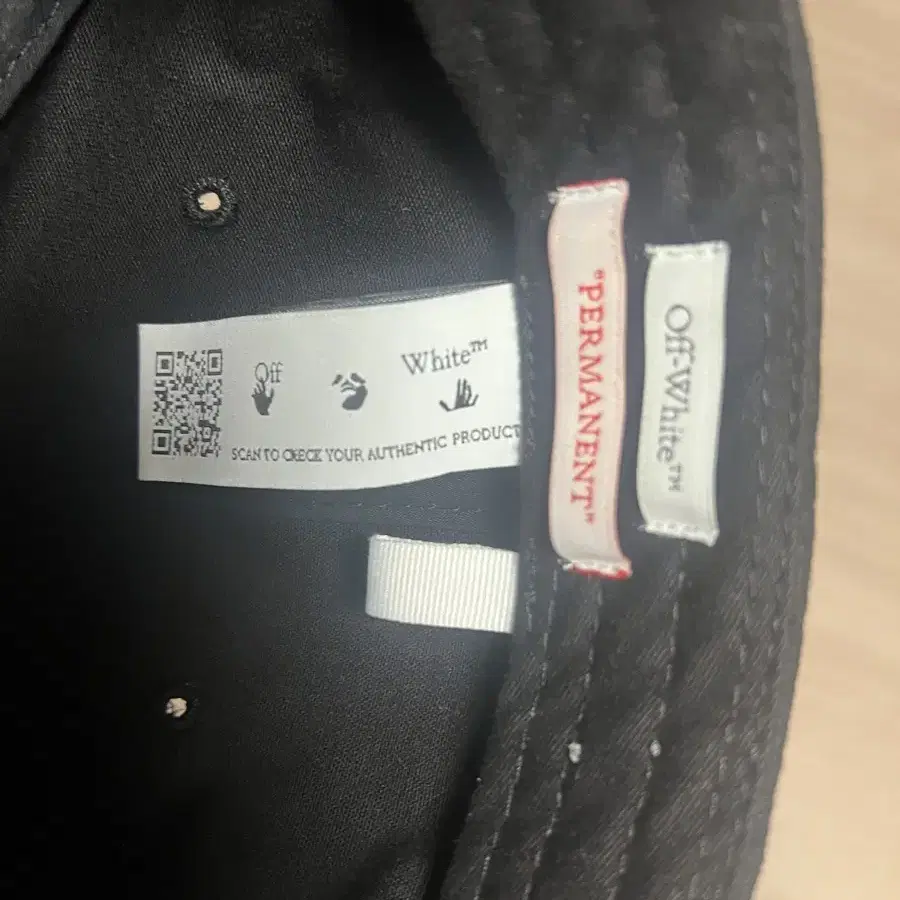 Off White™
SCAN TO CHECK YOUR AUTHENTIC PRODUCT
"PERMANENT"
Off-White™